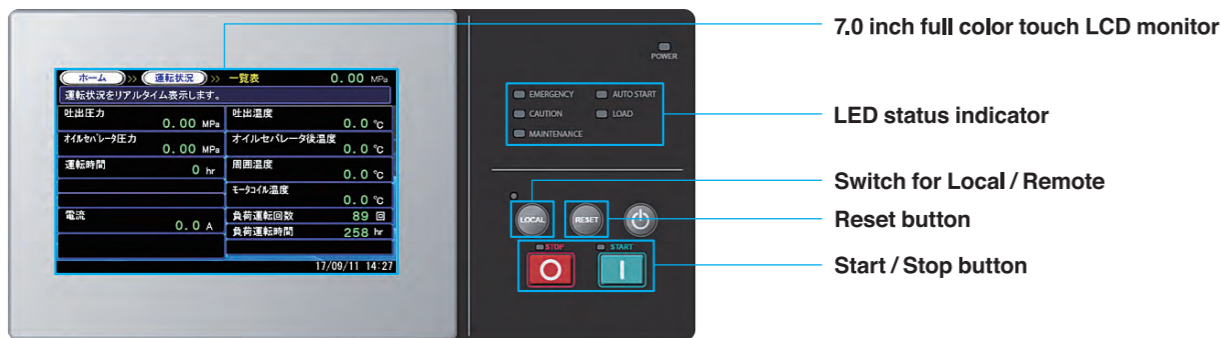 7.0 inch full color touch LCD monitor
POWER
ホーム >> 運転状況 >> 一覧表 0.00 MPa
運転状況をリアルタイム表示します。
吐出圧力 0.00 MPa
吐出温度 0.0 ℃
オイルセパレータ圧力 0.00 MPa
オイルセパレータ後温度 0.0 ℃
運転時間 0 hr
周囲温度 0.0 ℃
モータコイル温度 0.0 ℃
電流 0.0 A
負荷運転回数 89 回
負荷運転時間 258 hr
17/09/11 14:27
EMERGENCY AUTO START
CAUTION LOAD
MAINTENANCE
LED status indicator
Switch for Local / Remote
LOCAL RESET
Reset button
STOP START
Start / Stop button